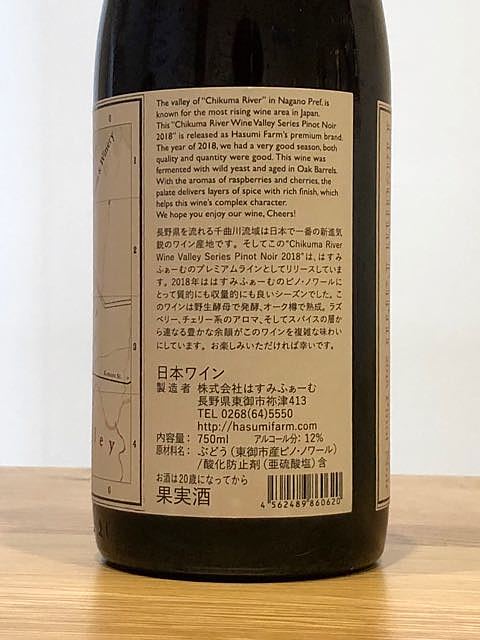 The valley of "Chikuma River" in Nagano Pref. is
known for the most rising wine area in Japan.
This "Chikuma River Wine Valley Series Pinot Noir
2018" is released as Hasumi Farm's premium brand.
The year of 2018, we had a very good season, both
quality and quantity were good. This wine was
fermented with wild yeast and aged in Oak Barrels.
With the aromas of raspberries and cherries, the
palate delivers layers of spice with rich finish, which
helps this wine's complex character.
We hope you enjoy our wine, Cheers!
長野県を流れる千曲川流域は日本で一番の新進気
鋭のワイン産地です。そしてこの"Chikuma River
Wine Valley Series Pinot Noir 2018"は、はすみ
ふぁーむのプレミアムラインとしてリリースしていま
す。2018年ははすみふぁーむのピノ・ノワールに
とって質的にも収量的にも良いシーズンでした。こ
のワインは野生酵母で発酵、オーク樽で熟成。ラズ
ベリー、チェリー系のアロマ、そしてスパイスの層か
ら連なる豊かな余韻がこのワインを複雑な味わい
にしています。お楽しみいただければ幸いです。
日本ワイン
製造者 株式会社はすみふぁーむ
長野県東御市祢津413
TEL 0268(64)5550
http://hasumifarm.com/
内容量:750ml アルコール分:12%
原材料名:ぶどう(東御市産ピノ・ノワール)
/酸化防止剤(亜硫酸塩)含
お酒は20歳になってから
果実酒
4 562489 860620
1
2
3
4
6
lley